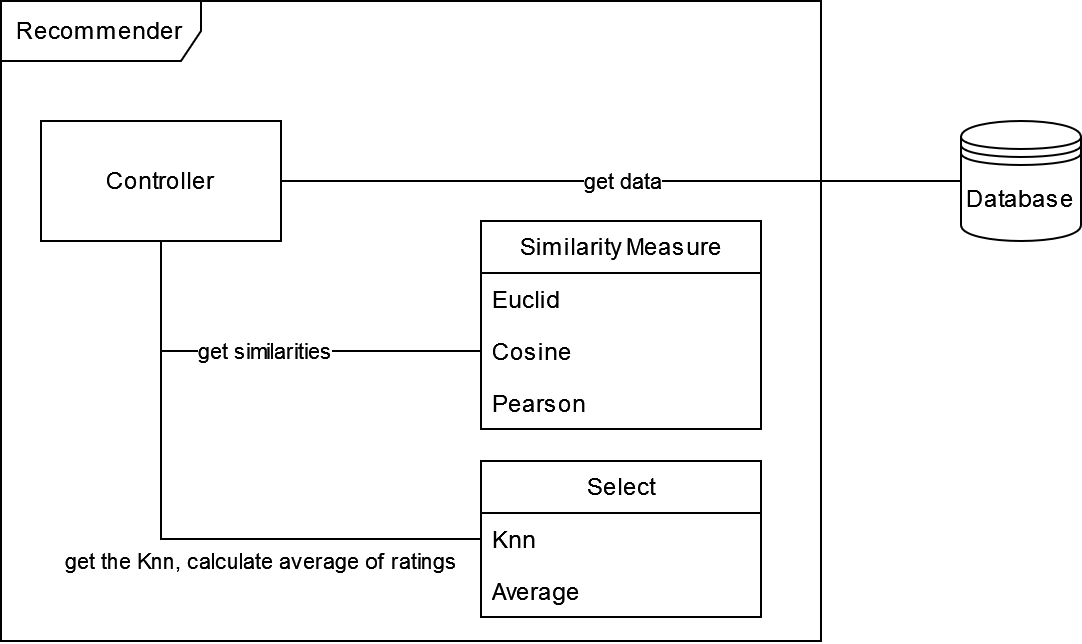 Recommender
Controller
get data
Database
Similarity Measure
Euclid
get similarities
Cosine
Pearson
Select
Knn
get the Knn, calculate average of ratings
Average